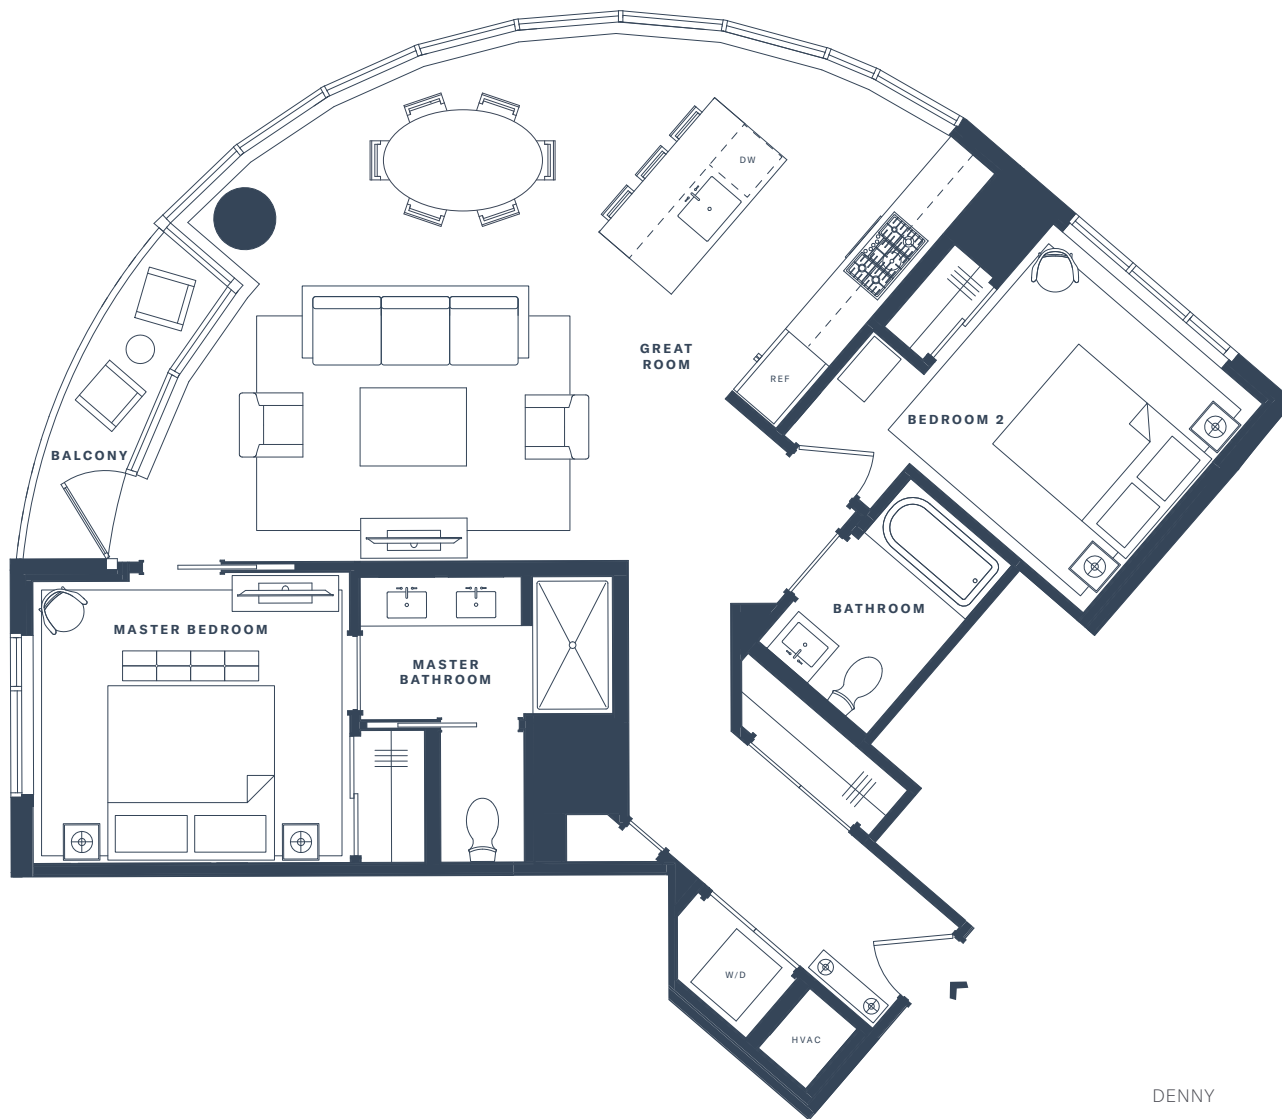 DW
GREAT
ROOM
REF
BEDROOM 2
BALCONY
BATHROOM
MASTER BEDROOM
MASTER
BATHROOM
W/D
HVAC
DENNY